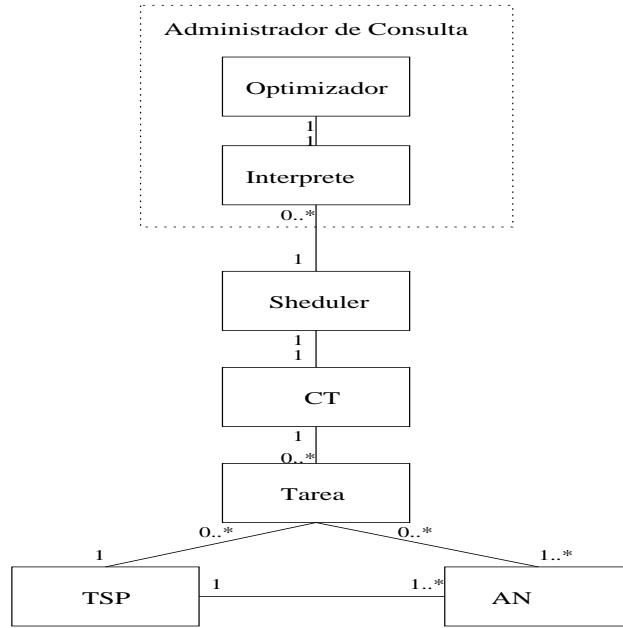 Administrador de Consulta
Optimizador
1
1
Interprete
0..*
1
Sheduler
1
1
CT
1
0..*
Tarea
0..* 0..*
1 1..*
TSP 1 1..* AN